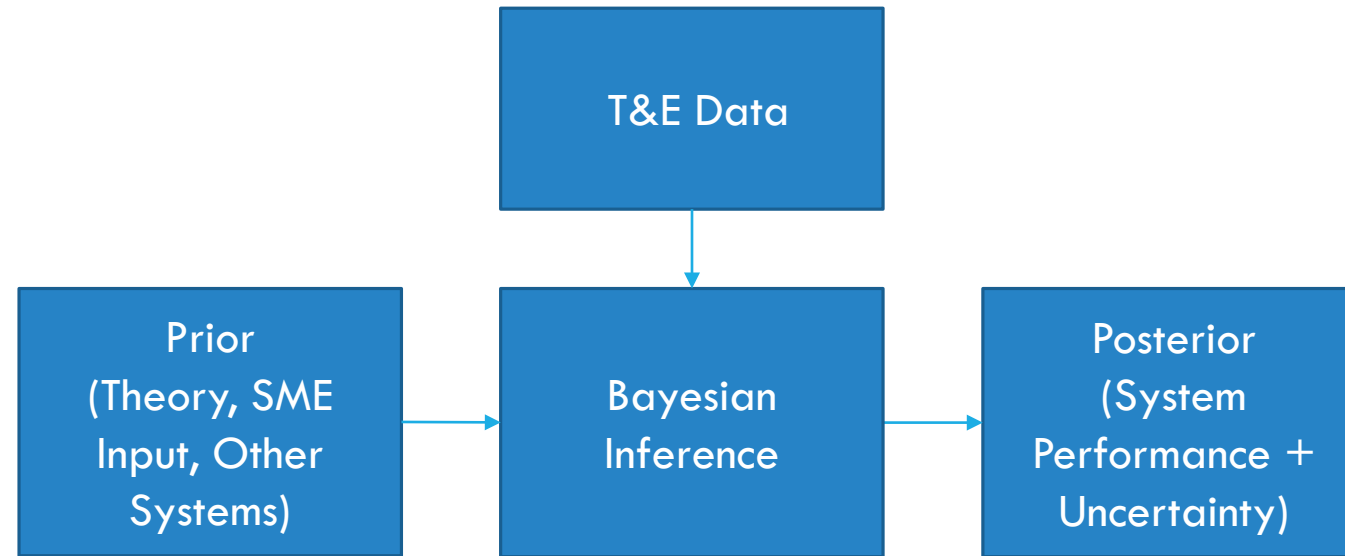 T&E Data
Prior
(Theory, SME
Input, Other
Systems)
Bayesian
Inference
Posterior
(System
Performance +
Uncertainty)